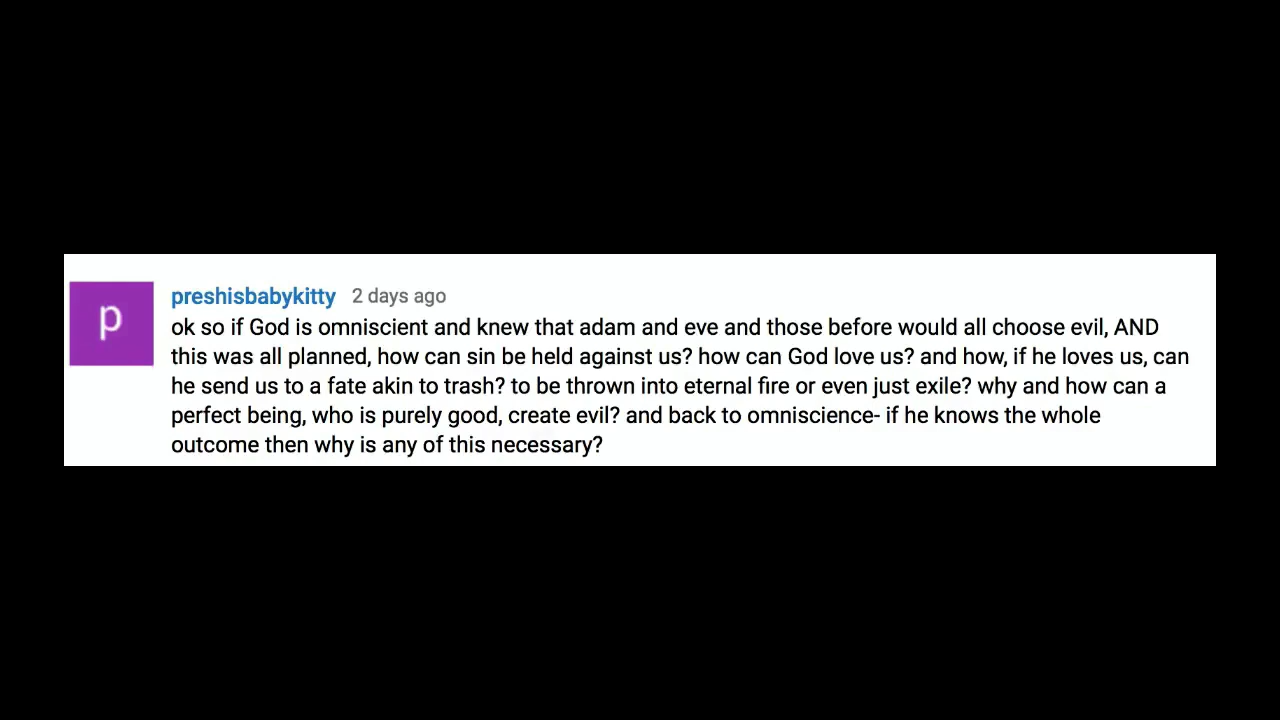 p
preshisbabykitty 2 days ago
ok so if God is omniscient and knew that adam and eve and those before would all choose evil, AND
this was all planned, how can sin be held against us? how can God love us? and how, if he loves us, can
he send us to a fate akin to trash? to be thrown into eternal fire or even just exile? why and how can a
perfect being, who is purely good, create evil? and back to omniscience- if he knows the whole
outcome then why is any of this necessary?